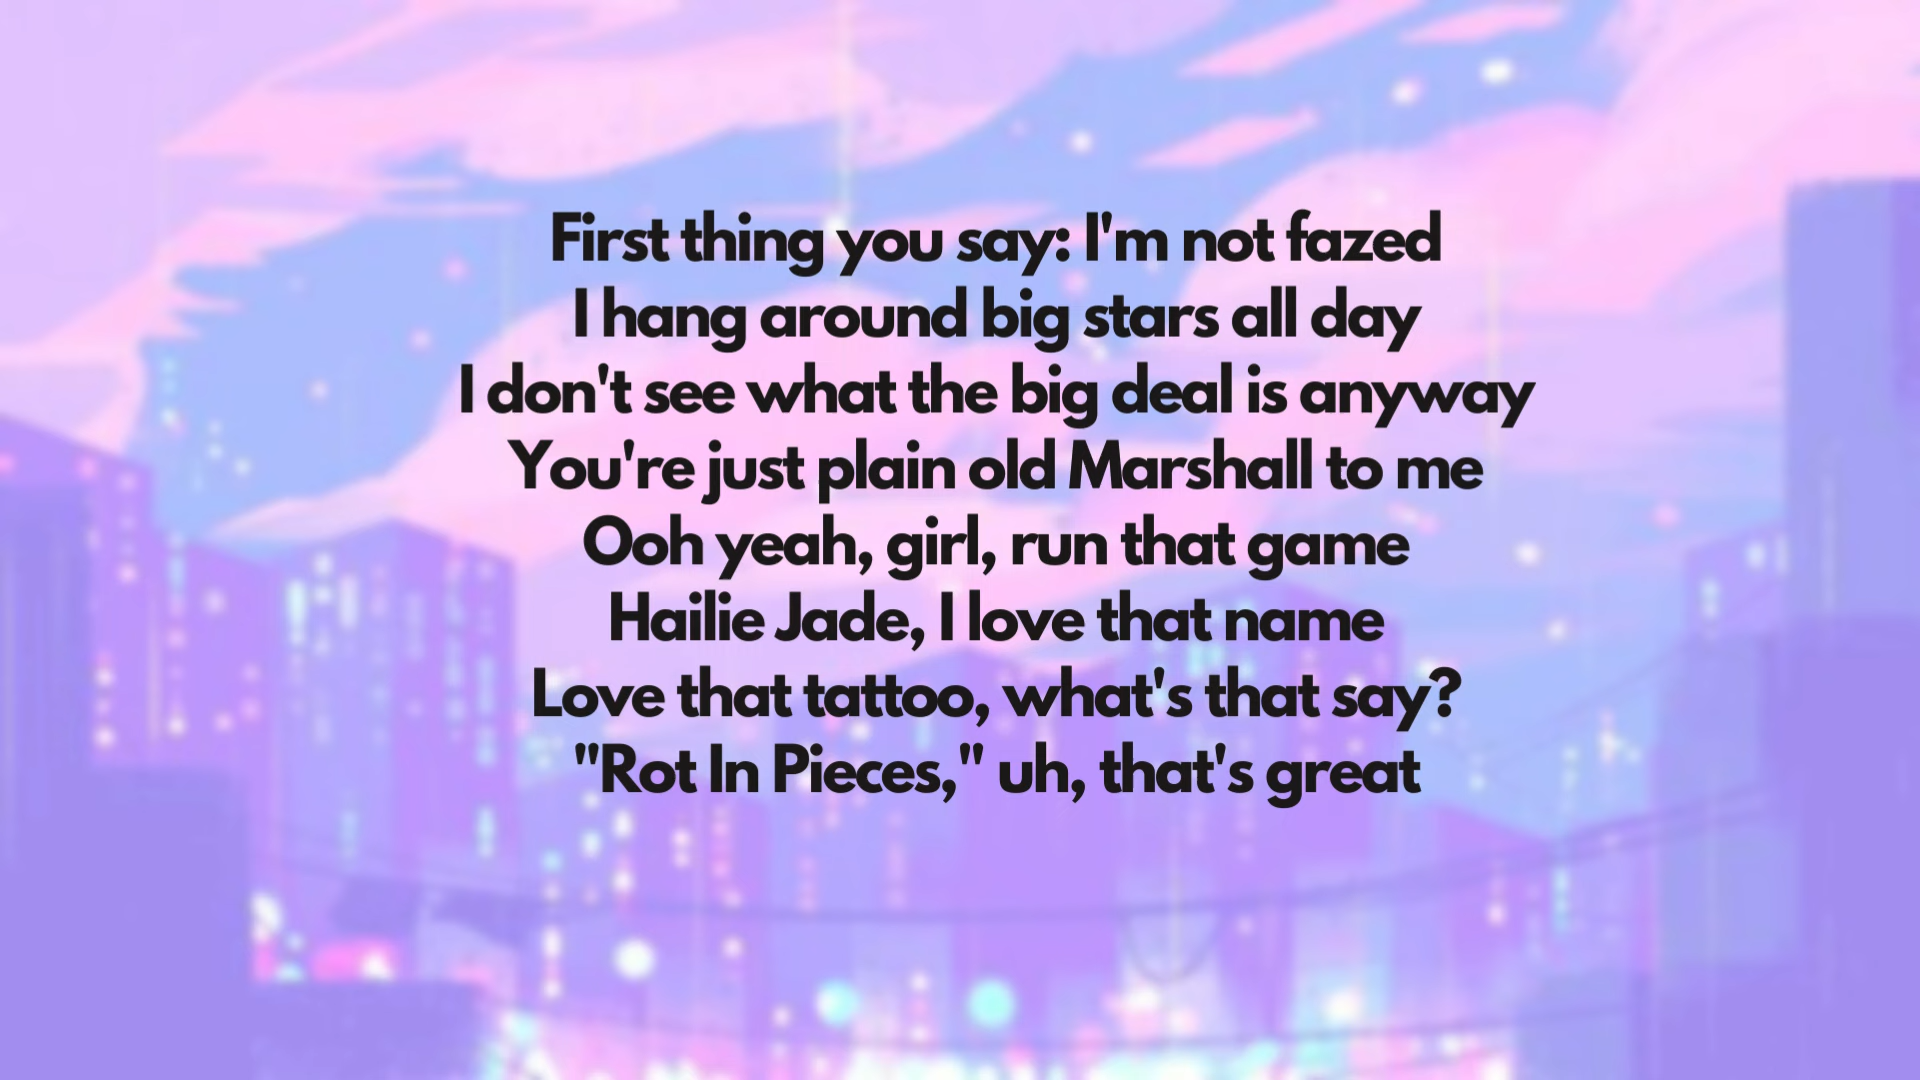 First thing you say: I'm not fazed
I hang around big stars all day
I don't see what the big deal is anyway
You're just plain old Marshall to me
Ooh yeah, girl, run that game
Hailie Jade, I love that name
Love that tattoo, what's that say?
"Rot In Pieces," uh, that's great